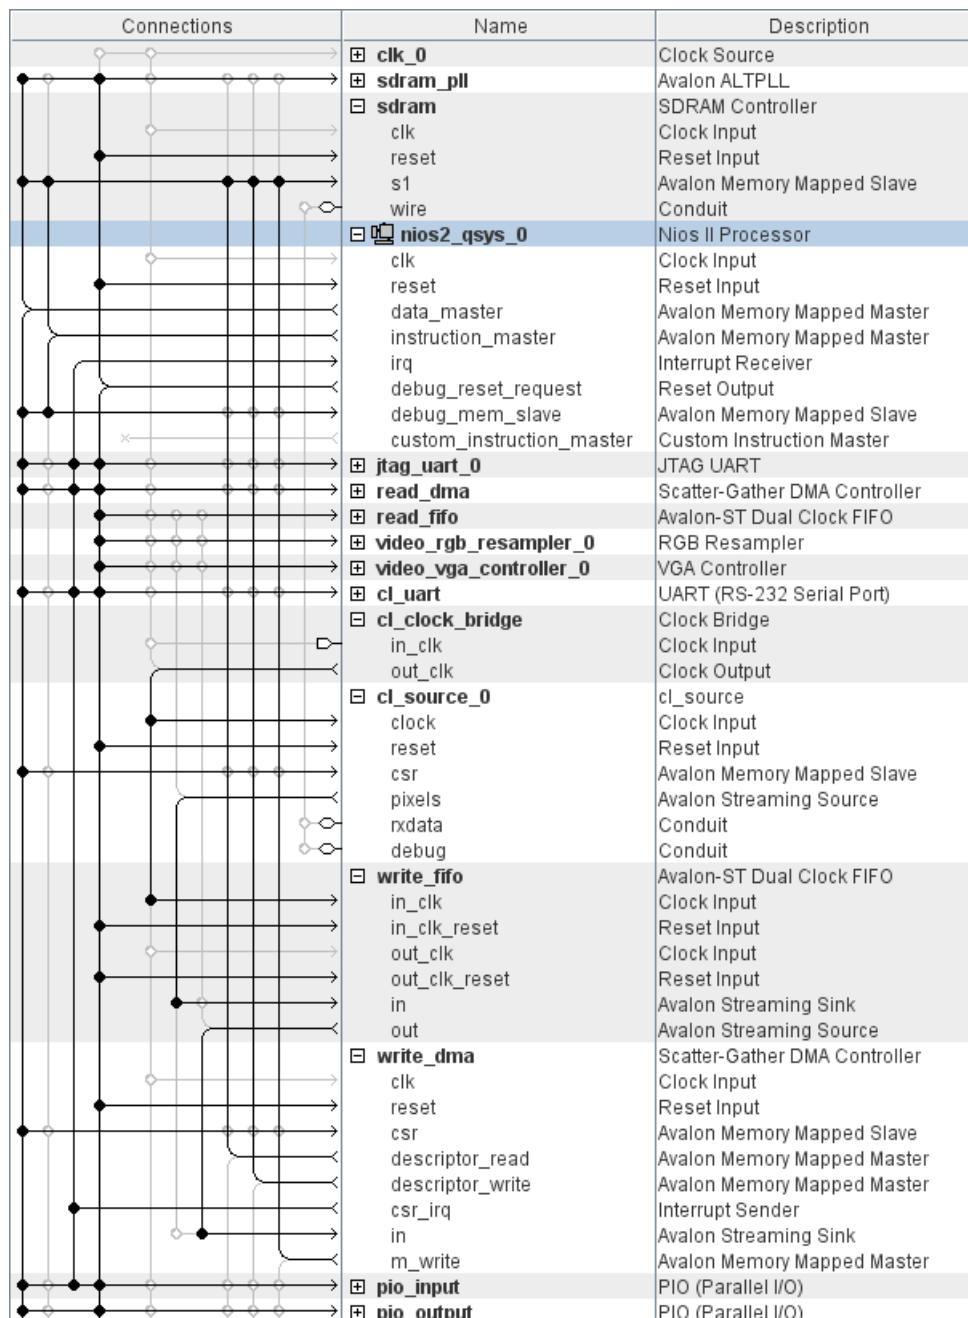 Connections Name Description
clk_0 Clock Source
sdram_pll Avalon ALTPLL
sdram SDRAM Controller
clk Clock Input
reset Reset Input
s1 Avalon Memory Mapped Slave
wire Conduit
nios2_qsys_0 Nios II Processor
clk Clock Input
reset Reset Input
data_master Avalon Memory Mapped Master
instruction_master Avalon Memory Mapped Master
irq Interrupt Receiver
debug_reset_request Reset Output
debug_mem_slave Avalon Memory Mapped Slave
custom_instruction_master Custom Instruction Master
jtag_uart_0 JTAG UART
read_dma Scatter-Gather DMA Controller
read_fifo Avalon-ST Dual Clock FIFO
video_rgb_resampler_0 RGB Resampler
video_vga_controller_0 VGA Controller
cl_uart UART (RS-232 Serial Port)
cl_clock_bridge Clock Bridge
in_clk Clock Input
out_clk Clock Output
cl_source_0 cl_source
clock Clock Input
reset Reset Input
csr Avalon Memory Mapped Slave
pixels Avalon Streaming Source
rxdata Conduit
debug Conduit
write_fifo Avalon-ST Dual Clock FIFO
in_clk Clock Input
in_clk_reset Reset Input
out_clk Clock Input
out_clk_reset Reset Input
in Avalon Streaming Sink
out Avalon Streaming Source
write_dma Scatter-Gather DMA Controller
clk Clock Input
reset Reset Input
csr Avalon Memory Mapped Slave
descriptor_read Avalon Memory Mapped Master
descriptor_write Avalon Memory Mapped Master
csr_irq Interrupt Sender
in Avalon Streaming Sink
m_write Avalon Memory Mapped Master
pio_input PIO (Parallel I/O)
pio_output PIO (Parallel I/O)